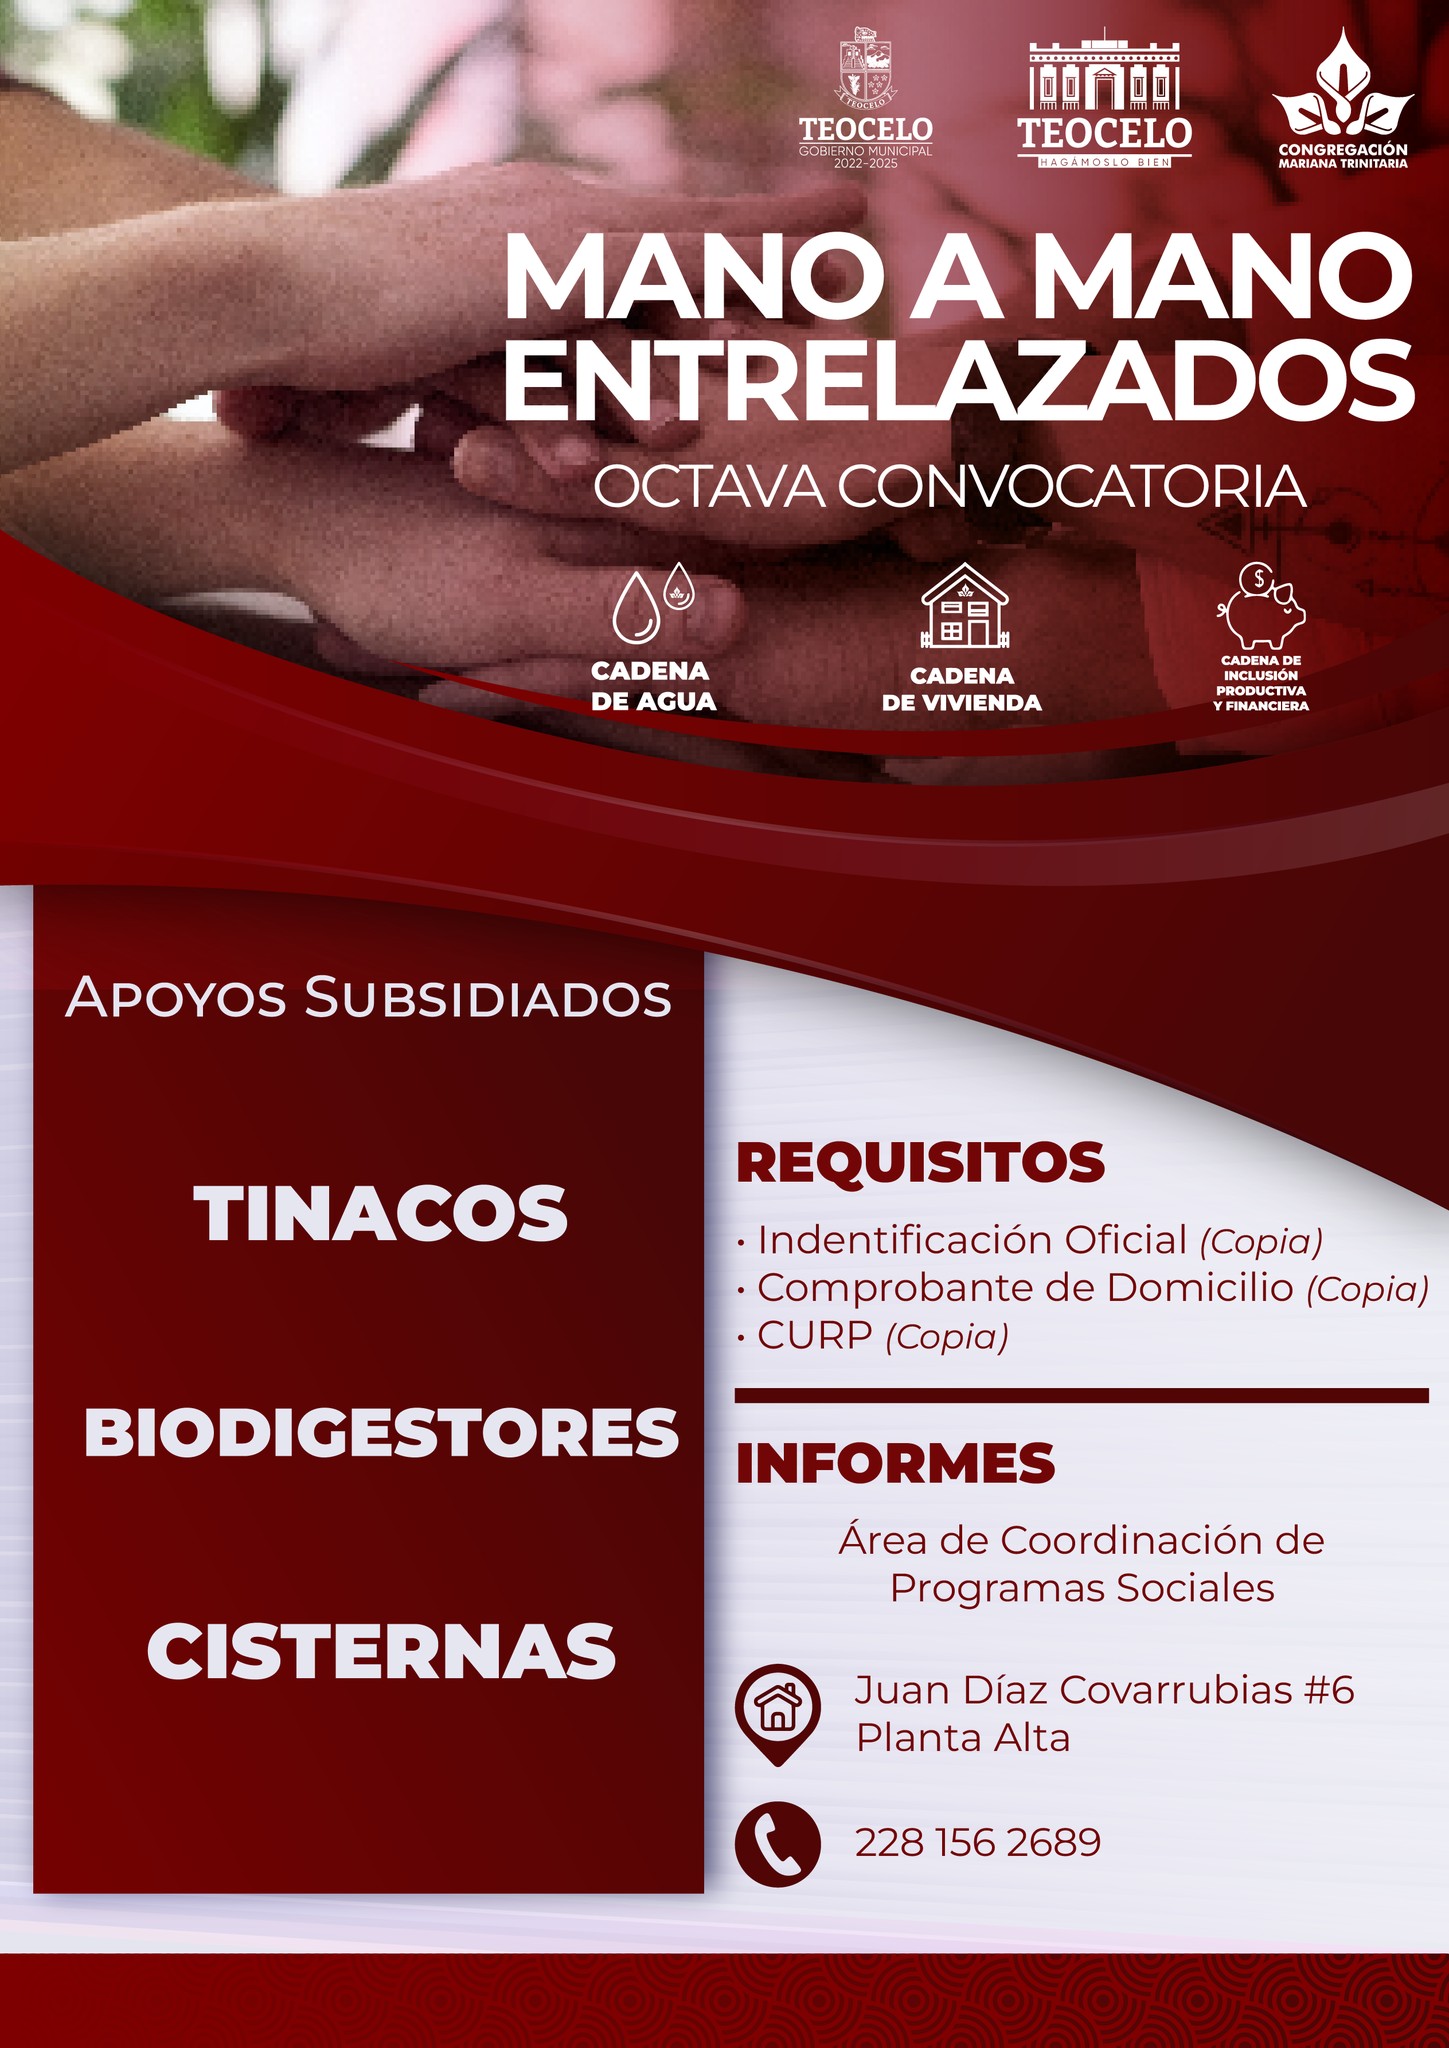 TEOCELO
TEOCELO
GOBIERNO MUNICIPAL
2022-2025
TEOCELO
HAGÁMOSLO BIEN
CONGREGACIÓN
MARIANA TRINITARIA
MANO A MANO
ENTRELAZADOS
OCTAVA CONVOCATORIA
CADENA
DE AGUA
CADENA
DE VIVIENDA
$
CADENA DE
INCLUSIÓN
PRODUCTIVA
Y FINANCIERA
APOYOS SUBSIDIADOS
TINACOS
BIODIGESTORES
CISTERNAS
REQUISITOS
• Indentificación Oficial (Copia)
• Comprobante de Domicilio (Copia)
• CURP (Copia)
INFORMES
Área de Coordinación de
Programas Sociales
Juan Díaz Covarrubias #6
Planta Alta
228 156 2689